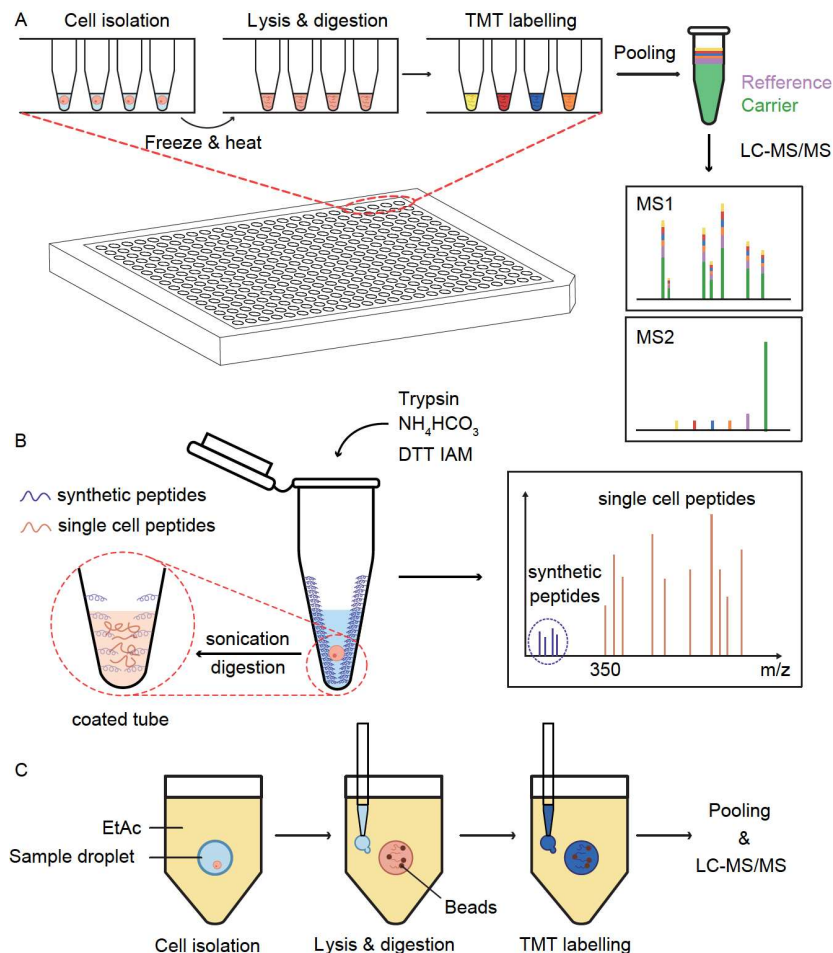 A
Cell isolation
Lysis & digestion
TMT labelling
Pooling
Freeze & heat
Refference
Carrier
LC-MS/MS
MS1
MS2
B
Trypsin
NH₄HCO₃
DTT IAM
synthetic peptides
single cell peptides
sonication
digestion
coated tube
single cell peptides
synthetic
peptides
350
m/z
C
EtAc
Sample droplet
Beads
Pooling
&
LC-MS/MS
Cell isolation
Lysis & digestion
TMT labelling